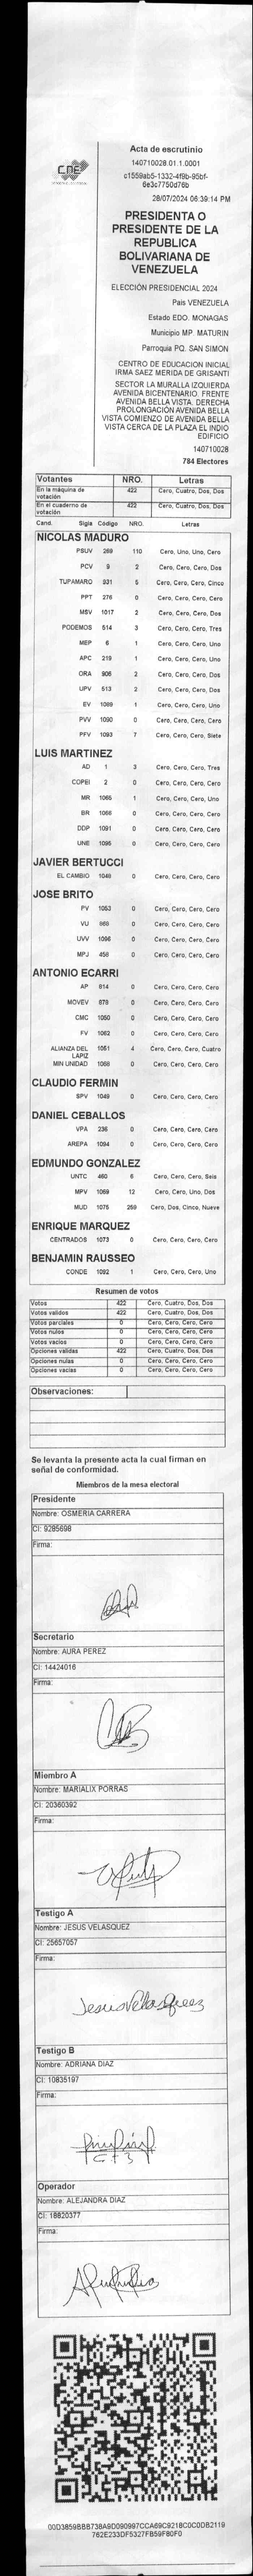 Acta de escrutinio
CNE
140710028.01.1.0001
c1559ab5-1332-4f9b-95bf-
6e3c7750d76b
28/07/2024 06:39:14 PM
PRESIDENTA O
PRESIDENTE DE LA
REPUBLICA
BOLIVARIANA DE
VENEZUELA
ELECCIÓN PRESIDENCIAL 2024
País VENEZUELA
Estado EDO. MONAGAS
Municipio MP. MATURIN
Parroquia PQ. SAN SIMON
CENTRO DE EDUCACION INICIAL
IRMA SAEZ MERIDA DE GRISANTI
SECTOR LA MURALLA IZQUIERDA
AVENIDA BICENTENARIO. FRENTE
AVENIDA BELLA VISTA. DERECHA
PROLONGACIÓN AVENIDA BELLA
VISTA COMIENZO DE AVENIDA BELLA
VISTA CERCA DE LA PLAZA EL INDIO
EDIFICIO
140710028
784 Electores
Votantes NRO. Letras
En la máquina de votación 422 Cero, Cuatro, Dos, Dos
En el cuaderno de votación 422 Cero, Cuatro, Dos, Dos
Cand. Sigla Código NRO. Letras
NICOLAS MADURO
PSUV 269 110 Cero, Uno, Uno, Cero
PCV 9 2 Cero, Cero, Cero, Dos
TUPAMARO 931 5 Cero, Cero, Cero, Cinco
PPT 276 0 Cero, Cero, Cero, Cero
MSV 1017 2 Cero, Cero, Cero, Dos
PODEMOS 514 3 Cero, Cero, Cero, Tres
MEP 6 1 Cero, Cero, Cero, Uno
APC 219 1 Cero, Cero, Cero, Uno
ORA 906 2 Cero, Cero, Cero, Dos
UPV 513 2 Cero, Cero, Cero, Dos
EV 1089 1 Cero, Cero, Cero, Uno
PVV 1090 0 Cero, Cero, Cero, Cero
PFV 1093 7 Cero, Cero, Cero, Siete
LUIS MARTINEZ
AD 1 3 Cero, Cero, Cero, Tres
COPEI 2 0 Cero, Cero, Cero, Cero
MR 1065 1 Cero, Cero, Cero, Uno
BR 1066 0 Cero, Cero, Cero, Cero
DDP 1091 0 Cero, Cero, Cero, Cero
UNE 1095 0 Cero, Cero, Cero, Cero
JAVIER BERTUCCI
EL CAMBIO 1049 0 Cero, Cero, Cero, Cero
JOSE BRITO
PV 1053 0 Cero, Cero, Cero, Cero
VU 868 0 Cero, Cero, Cero, Cero
UVV 1096 0 Cero, Cero, Cero, Cero
MPJ 458 0 Cero, Cero, Cero, Cero
ANTONIO ECARRI
AP 814 0 Cero, Cero, Cero, Cero
MOVEV 878 0 Cero, Cero, Cero, Cero
CMC 1050 0 Cero, Cero, Cero, Cero
FV 1062 0 Cero, Cero, Cero, Cero
ALIANZA DEL LAPIZ 1051 4 Cero, Cero, Cero, Cuatro
MIN UNIDAD 1068 0 Cero, Cero, Cero, Cero
CLAUDIO FERMIN
SPV 1049 0 Cero, Cero, Cero, Cero
DANIEL CEBALLOS
VPA 236 0 Cero, Cero, Cero, Cero
AREPA 1094 0 Cero, Cero, Cero, Cero
EDMUNDO GONZALEZ
UNTC 460 6 Cero, Cero, Cero, Seis
MPV 1069 12 Cero, Cero, Uno, Dos
MUD 1075 259 Cero, Dos, Cinco, Nueve
ENRIQUE MARQUEZ
CENTRADOS 1073 0 Cero, Cero, Cero, Cero
BENJAMIN RAUSSEO
CONDE 1092 1 Cero, Cero, Cero, Uno
Resumen de votos
Votos 422 Cero, Cuatro, Dos, Dos
Votos validos 422 Cero, Cuatro, Dos, Dos
Votos parciales 0 Cero, Cero, Cero, Cero
Votos nulos 0 Cero, Cero, Cero, Cero
Votos vacios 0 Cero, Cero, Cero, Cero
Opciones validas 422 Cero, Cuatro, Dos, Dos
Opciones nulas 0 Cero, Cero, Cero, Cero
Opciones vacias 0 Cero, Cero, Cero, Cero
Observaciones:
Se levanta la presente acta la cual firman en
señal de conformidad.
Miembros de la mesa electoral
Presidente
Nombre: OSMERIA CARRERA
CI: 9285698
Firma:
Secretario
Nombre: AURA PEREZ
CI: 14424016
Firma:
Miembro A
Nombre: MARIALIX PORRAS
CI: 20360392
Firma:
Testigo A
Nombre: JESUS VELASQUEZ
CI: 25657057
Firma:
Jesus Velasquez
Testigo B
Nombre: ADRIANA DIAZ
CI: 10835197
Firma:
Operador
Nombre: ALEJANDRA DIAZ
CI: 18820377
Firma:
00D3859BBB738A9D090997CCA69C9218C0C0DB2119
762E233DF5327FB59F80F0